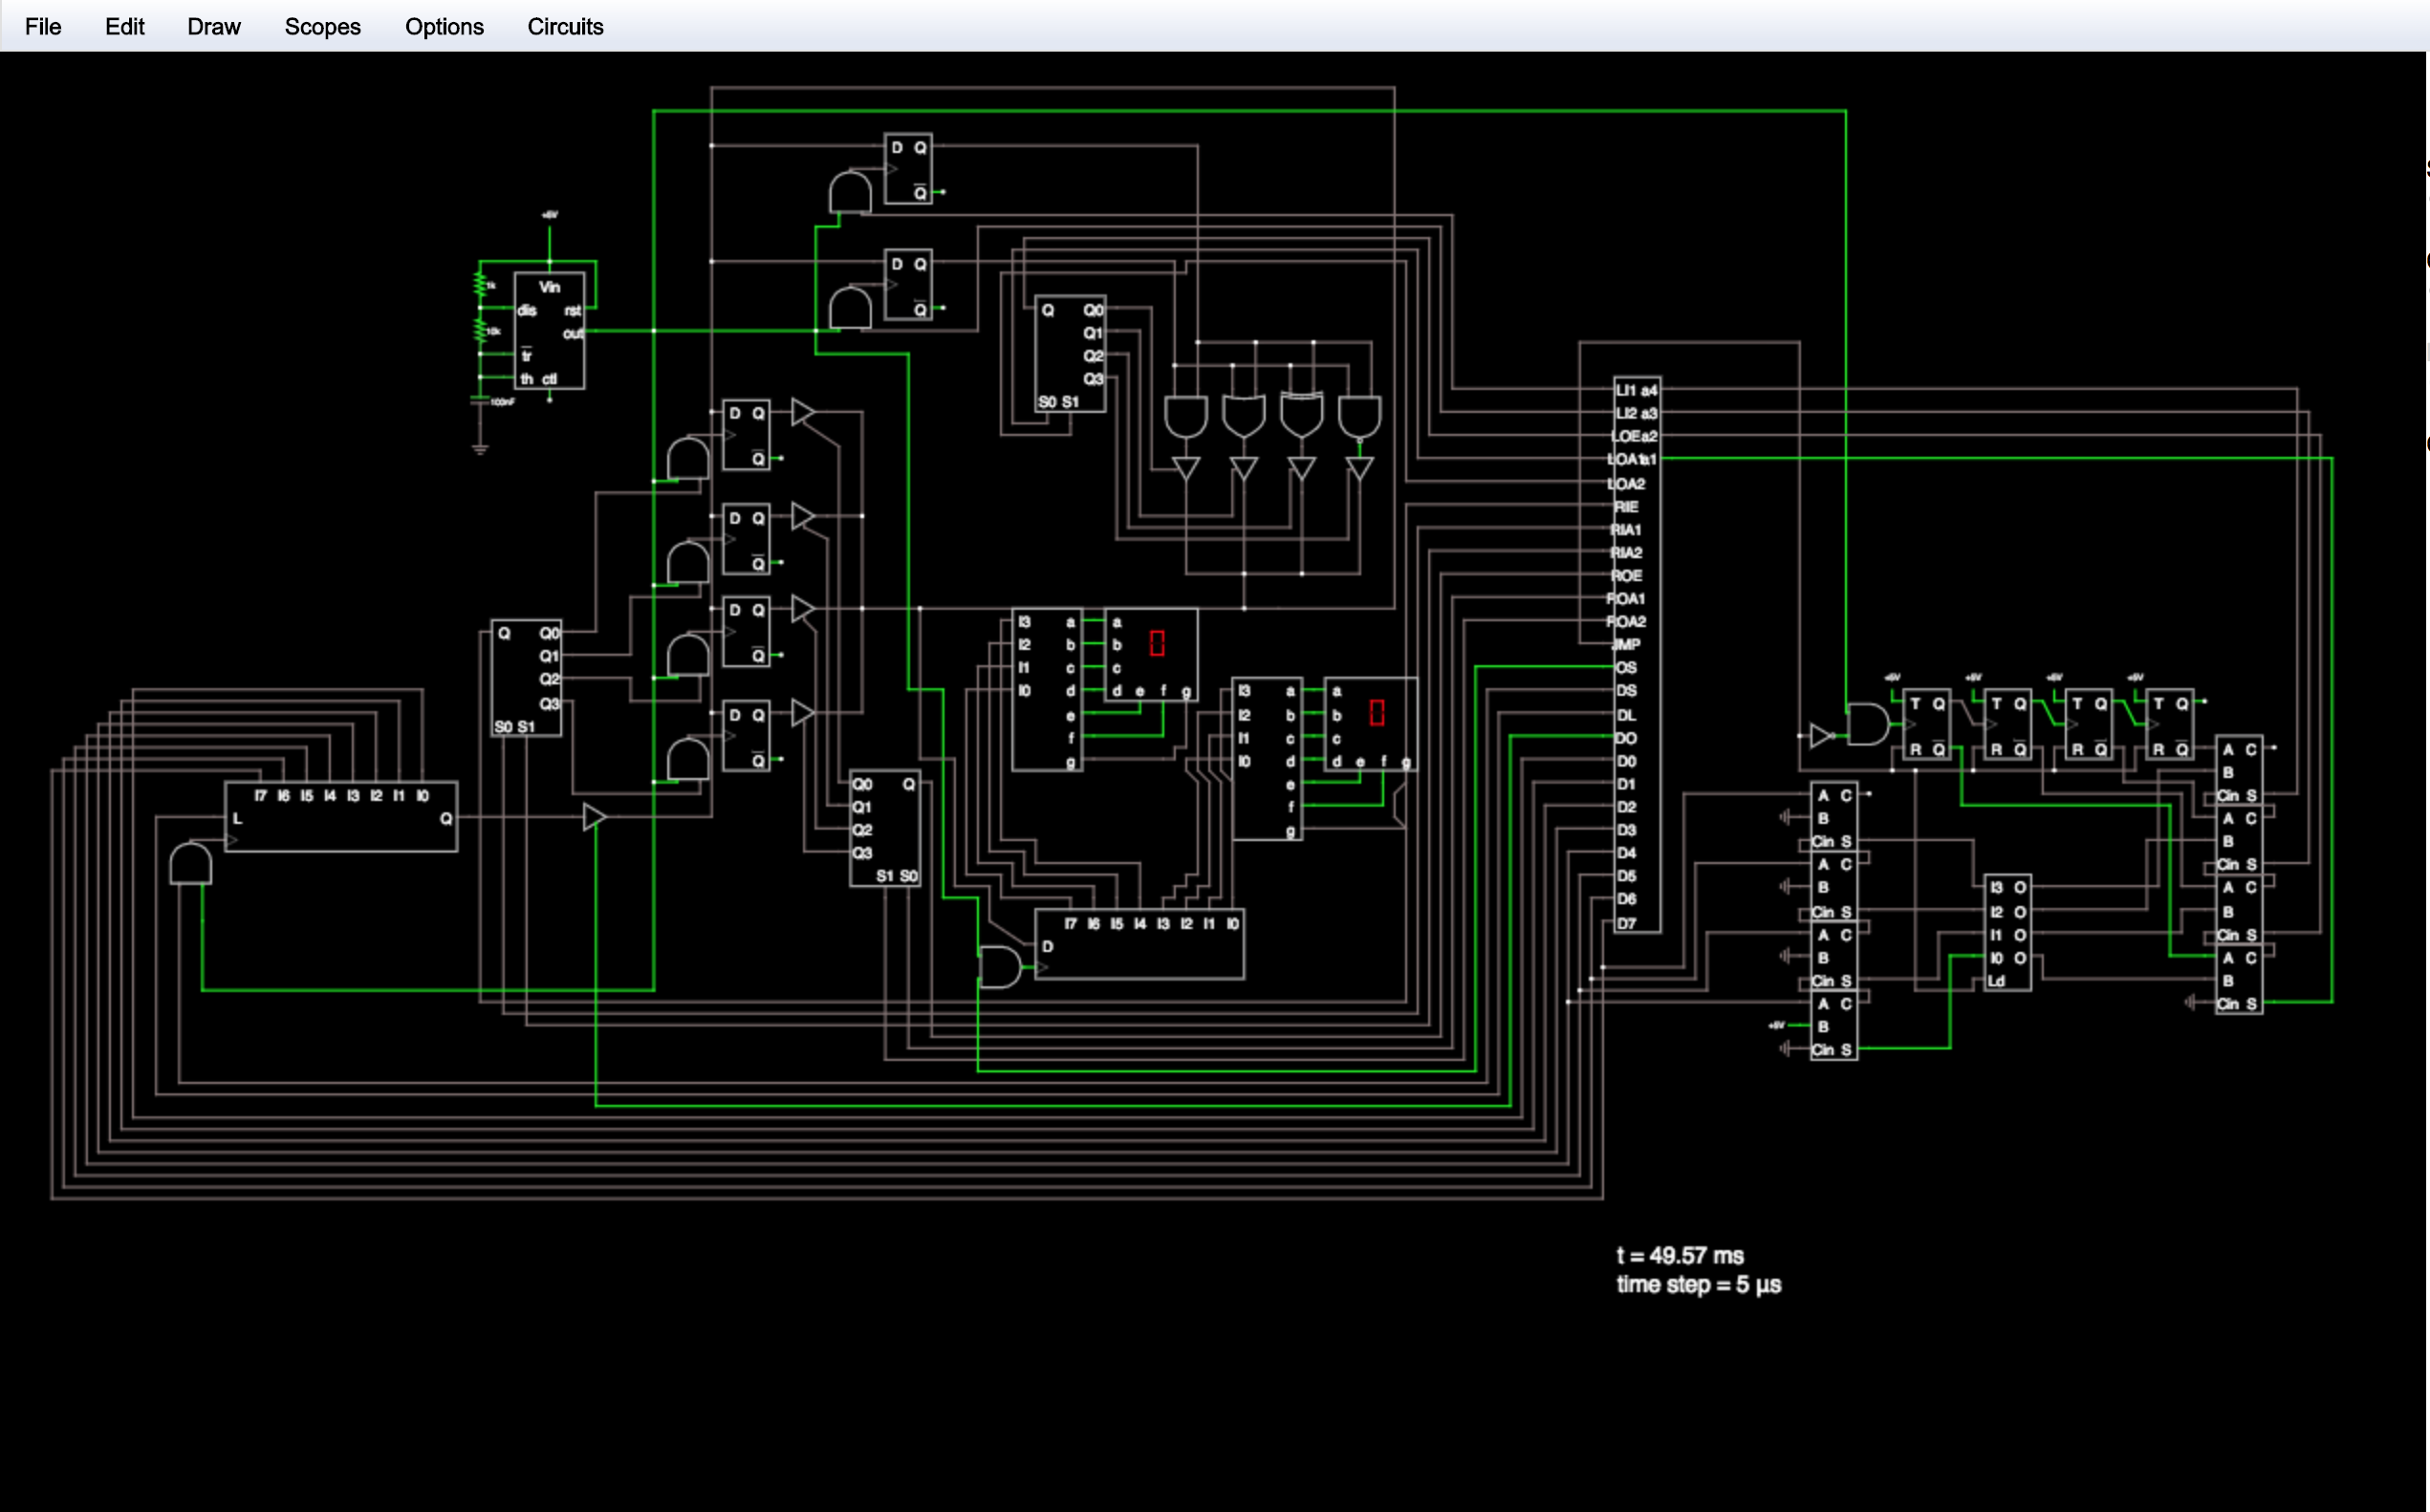 File Edit Draw Scopes Options Circuits
D Q
Q
+5V
D Q
Q
Vin
1k
dis rst
10k
out
tr
th ctl
100nF
Q Q0
Q1
Q2
Q3
S0 S1
D Q
Q
D Q
Q
D Q
Q
D Q
Q
Q Q0
Q1
Q2
Q3
S0 S1
I7 I6 I5 I4 I3 I2 I1 I0
L Q
Q0 Q
Q1
Q2
Q3
S1 S0
I3 a
I2 b
I1 c
I0 d
e
f
g
a
b
c
d e f g
0
I3 a
I2 b
I1 c
I0 d
e
f
g
a
b
c
d e f g
0
I7 I6 I5 I4 I3 I2 I1 I0
D
LI1 a4
LI2 a3
LOE a2
LOA1 a1
LOA2
RIE
RIA1
RIA2
ROE
ROA1
ROA2
JMP
OS
DS
DL
DO
D0
D1
D2
D3
D4
D5
D6
D7
+5V +5V +5V +5V
T Q T Q T Q T Q
R Q R Q R Q R Q
A C
B
Cin S
A C
B
Cin S
A C
B
Cin S
A C
+5V B
Cin S
I3 O
I2 O
I1 O
I0 O
Ld
A C
B
Cin S
A C
B
Cin S
A C
B
Cin S
A C
B
Cin S
t = 49.57 ms
time step = 5 µs